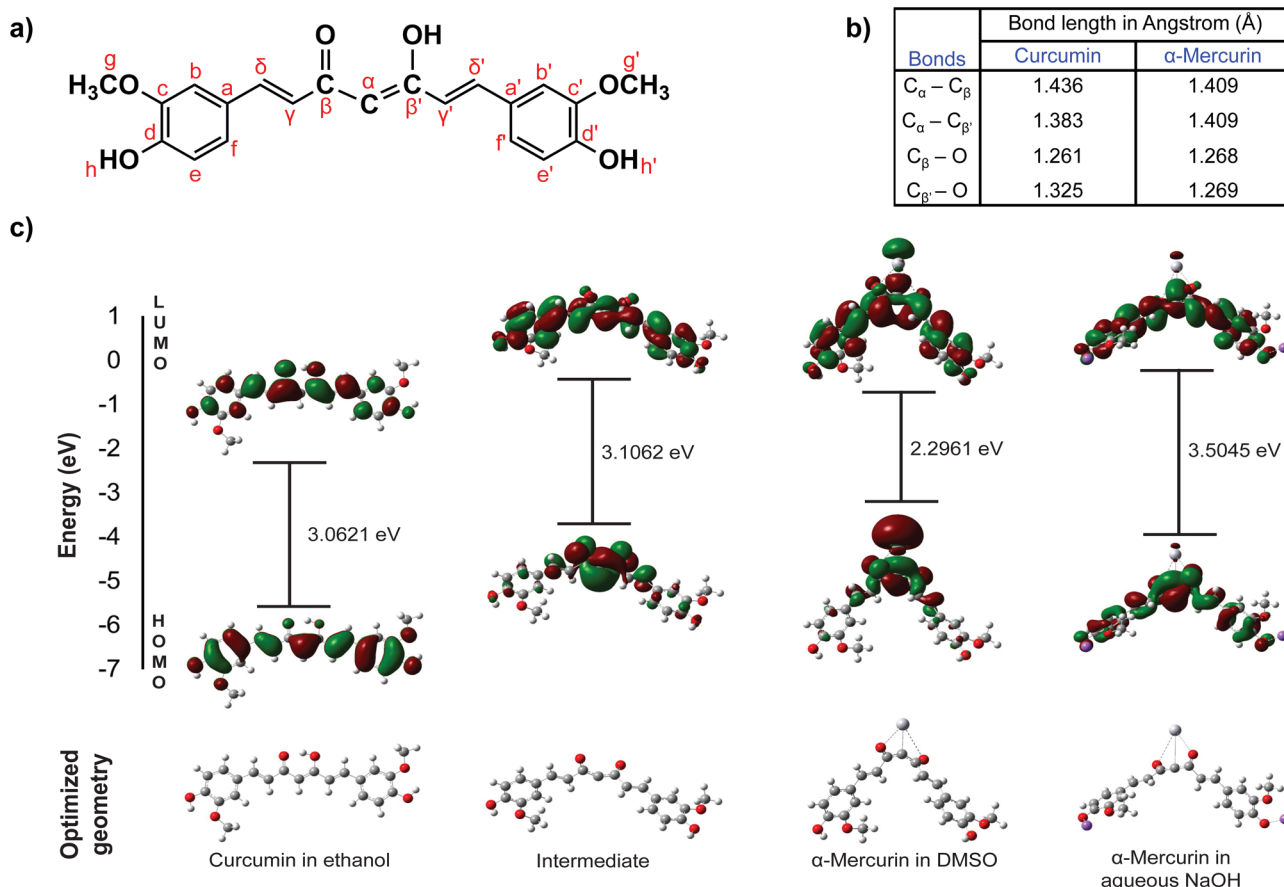 a)
O
OH
g
H3CO
b
c
a
d
HO
h
e
f
δ
γ
β
α
C
β'
γ'
δ'
a'
b'
c'
d'
e'
f'
g'
OCH3
OH
h'
b)
Bonds
Bond length in Angstrom (Å)
Curcumin α-Mercurin
Cα – Cβ 1.436 1.409
Cα – Cβ' 1.383 1.409
Cβ – O 1.261 1.268
Cβ' – O 1.325 1.269
c)
Energy (eV)
1
0
-1
-2
-3
-4
-5
-6
-7
LUMO
HOMO
3.0621 eV
3.1062 eV
2.2961 eV
3.5045 eV
Optimized
geometry
Curcumin in ethanol
Intermediate
α-Mercurin in DMSO
α-Mercurin in
aqueous NaOH